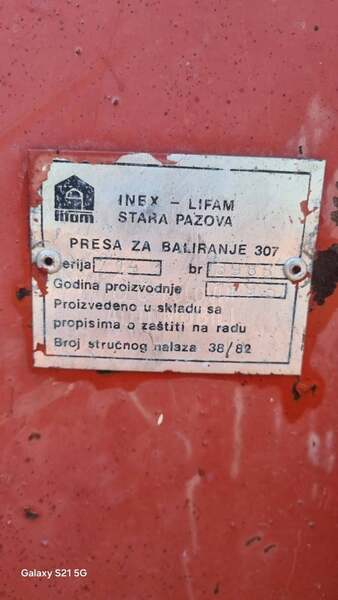 lifam
INEX - LIFAM
STARA PAZOVA
PRESA ZA BALIRANJE 307
erija br
Godina proizvodnje
Proizvedeno u skladu sa
propisima o zaštiti na radu
Broj stručnog nalaza 38/82
Galaxy S21 5G